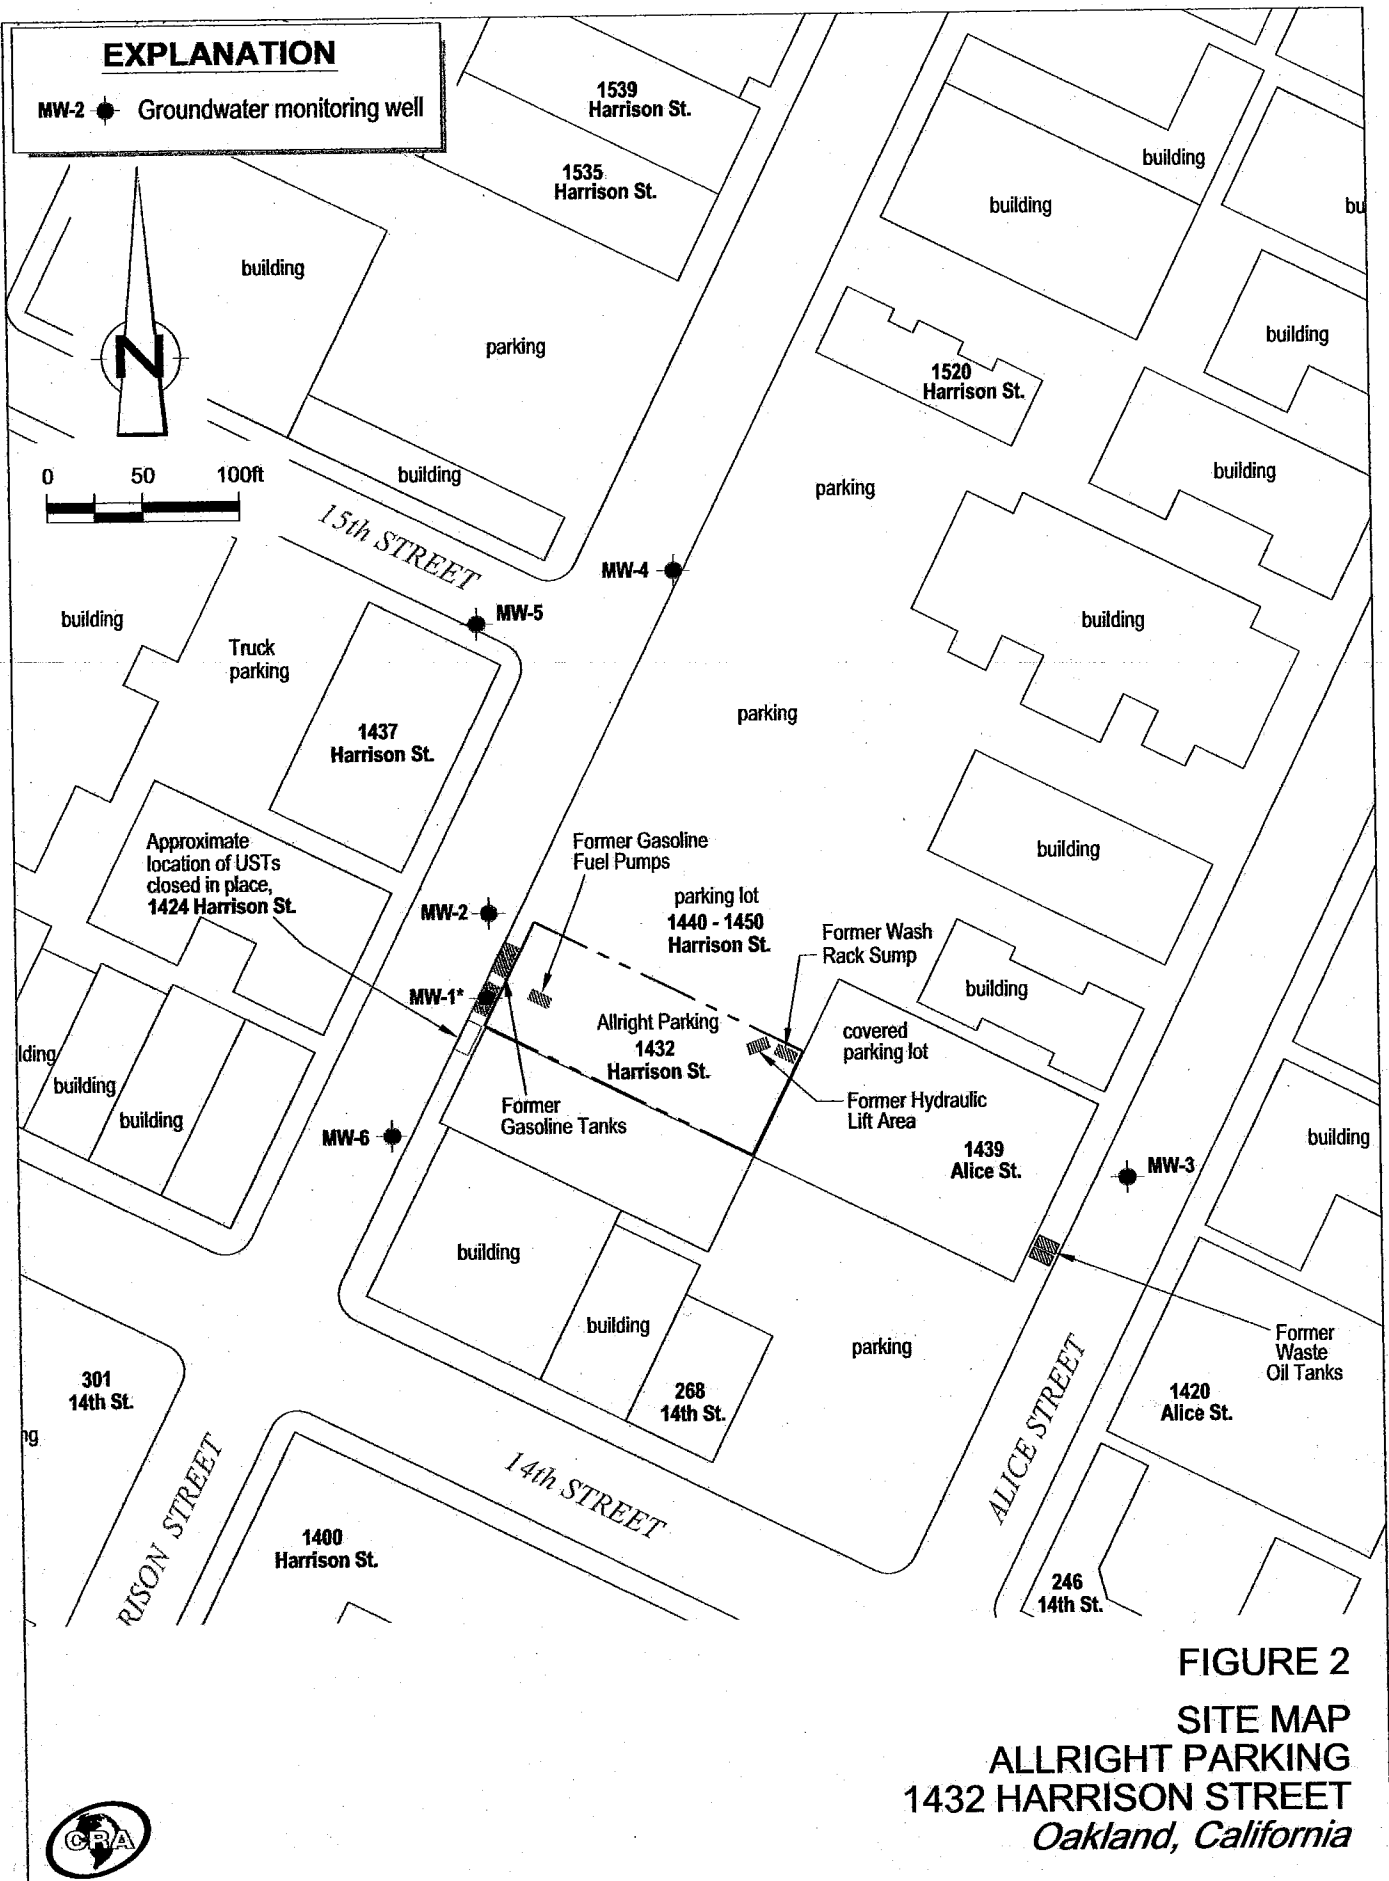 EXPLANATION
MW-2 Groundwater monitoring well
1539
Harrison St.
1535
Harrison St.
building
building
bu
building
N
parking
building
1520
Harrison St.
0 50 100ft
building
parking
building
15th STREET
MW-4
MW-5
building
Truck
parking
building
parking
1437
Harrison St.
Approximate
location of USTs
closed in place,
1424 Harrison St.
Former Gasoline
Fuel Pumps
building
parking lot
1440 - 1450
Harrison St.
MW-2
Former Wash
Rack Sump
building
MW-1*
Allright Parking
1432
Harrison St.
covered
parking lot
lding
building
building
Former
Gasoline Tanks
Former Hydraulic
Lift Area
MW-6
1439
Alice St.
building
MW-3
building
building
parking
Former
Waste
Oil Tanks
301
14th St.
268
14th St.
1420
Alice St.
ng
ALICE STREET
14th STREET
RISON STREET
1400
Harrison St.
246
14th St.
FIGURE 2
SITE MAP
ALLRIGHT PARKING
1432 HARRISON STREET
Oakland, California
CRA